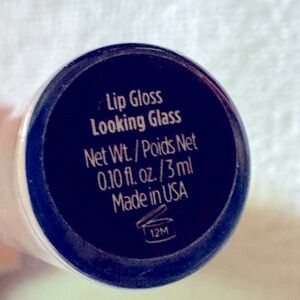 Lip Gloss
Looking Glass
Net Wt./Poids Net
0.10 fl. oz./3 ml
Made in USA
12M